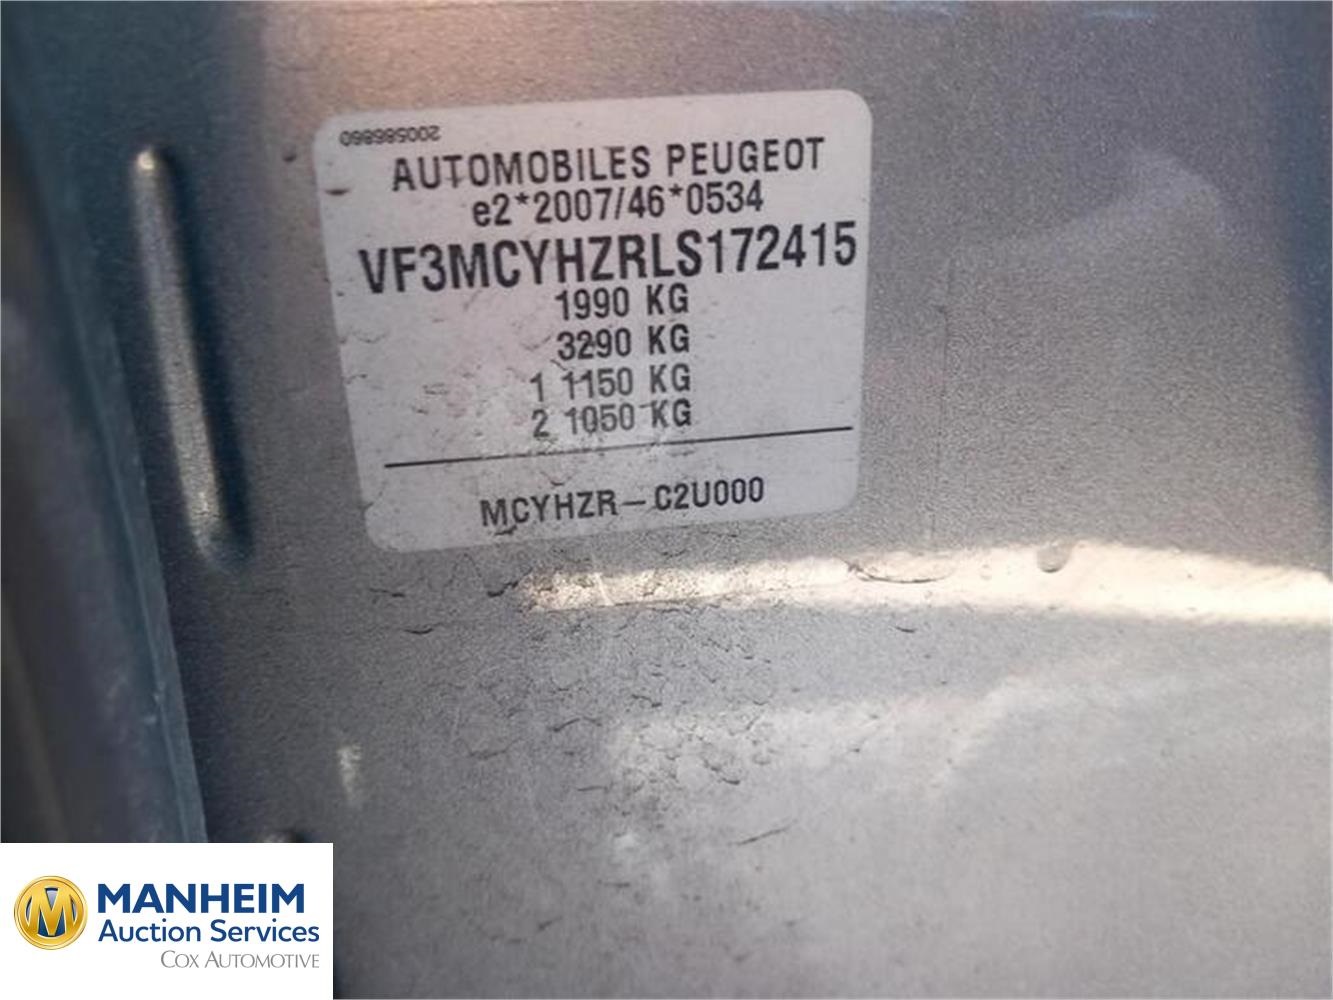 200586860
AUTOMOBILES PEUGEOT
e2*2007/46*0534
VF3MCYHZRLS172415
1990 KG
3290 KG
1 1150 KG
2 1050 KG
MCYHZR-C2U000
MANHEIM
Auction Services
COX AUTOMOTIVE